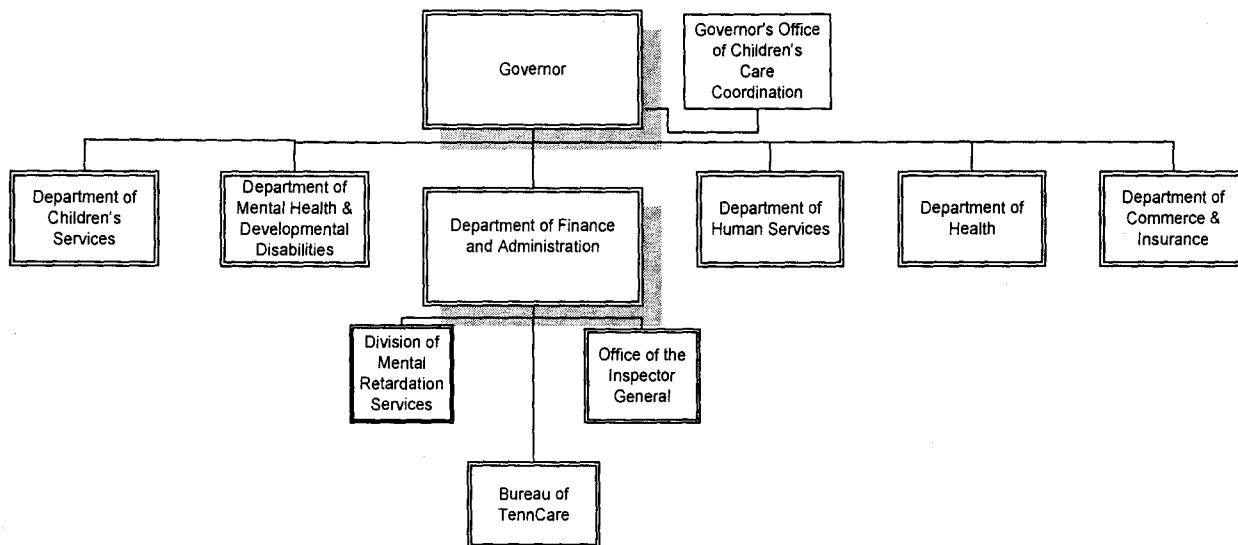 Governor
Governor's Office
of Children's
Care
Coordination
Department of
Children's
Services
Department of
Mental Health &
Developmental
Disabilities
Department of Finance
and Administration
Department of
Human Services
Department of
Health
Department of
Commerce &
Insurance
Division of
Mental
Retardation
Services
Office of the
Inspector
General
Bureau of
TennCare